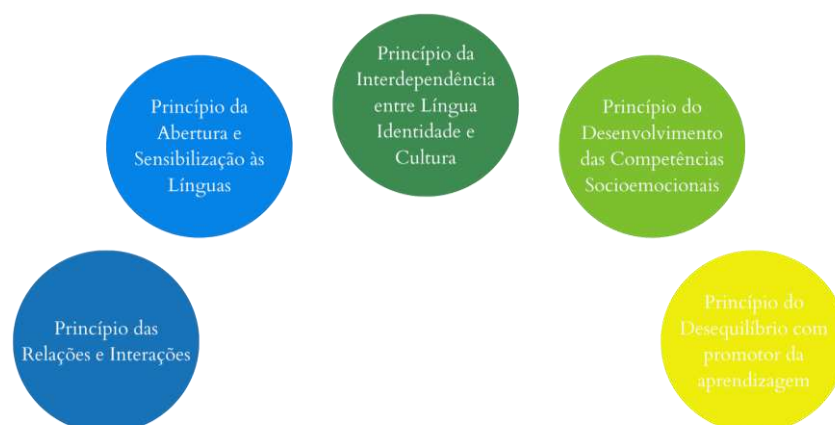 Princípio das
Relações e Interações
Princípio da
Abertura e
Sensibilização às
Línguas
Princípio da
Interdependência
entre Língua
Identidade e
Cultura
Princípio do
Desenvolvimento
das Competências
Socioemocionais
Princípio do
Desequilíbrio com
promotor da
aprendizagem